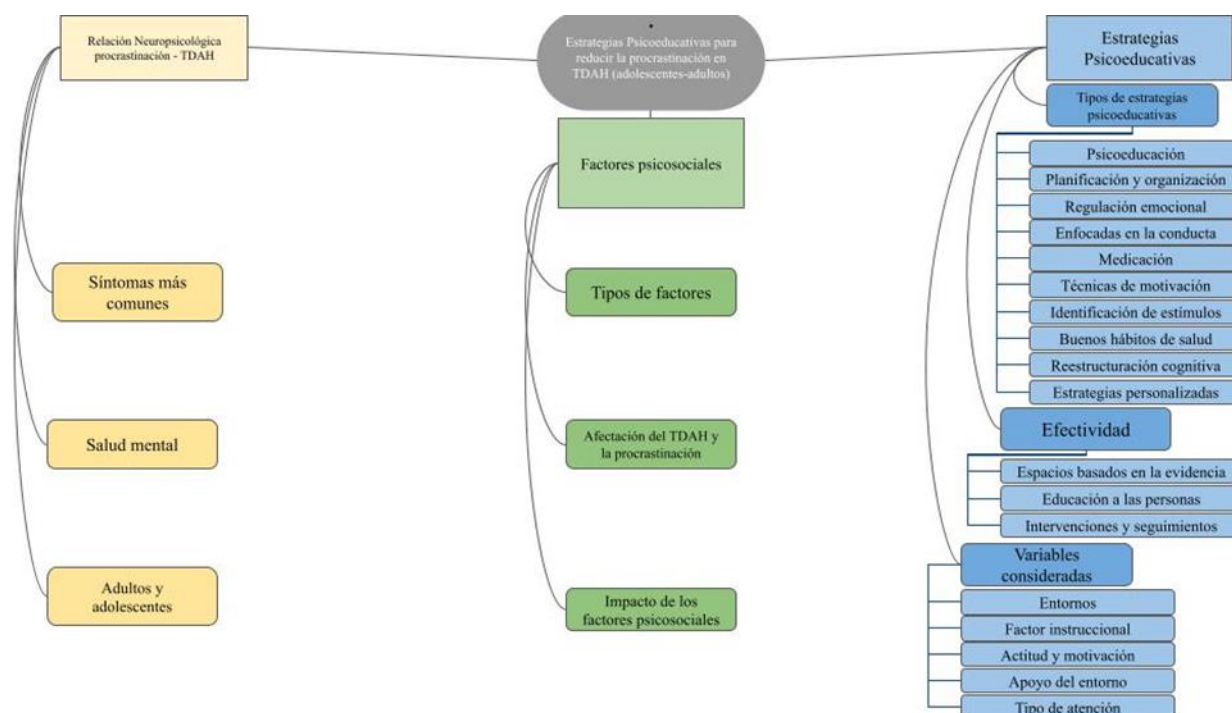 Relación Neuropsicológica
procrastinación - TDAH
Estrategias Psicoeducativas para
reducir la procrastinación en
TDAH (adolescentes-adultos)
Estrategias
Psicoeducativas
Tipos de estrategias
psicoeducativas
Psicoeducación
Planificación y organización
Regulación emocional
Enfocadas en la conducta
Medicación
Técnicas de motivación
Identificación de estímulos
Buenos hábitos de salud
Reestructuración cognitiva
Estrategias personalizadas
Efectividad
Espacios basados en la evidencia
Educación a las personas
Intervenciones y seguimientos
Variables
consideradas
Entornos
Factor instruccional
Actitud y motivación
Apoyo del entorno
Tipo de atención
Factores psicosociales
Tipos de factores
Afectación del TDAH y
la procrastinación
Impacto de los
factores psicosociales
Síntomas más
comunes
Salud mental
Adultos y
adolescentes